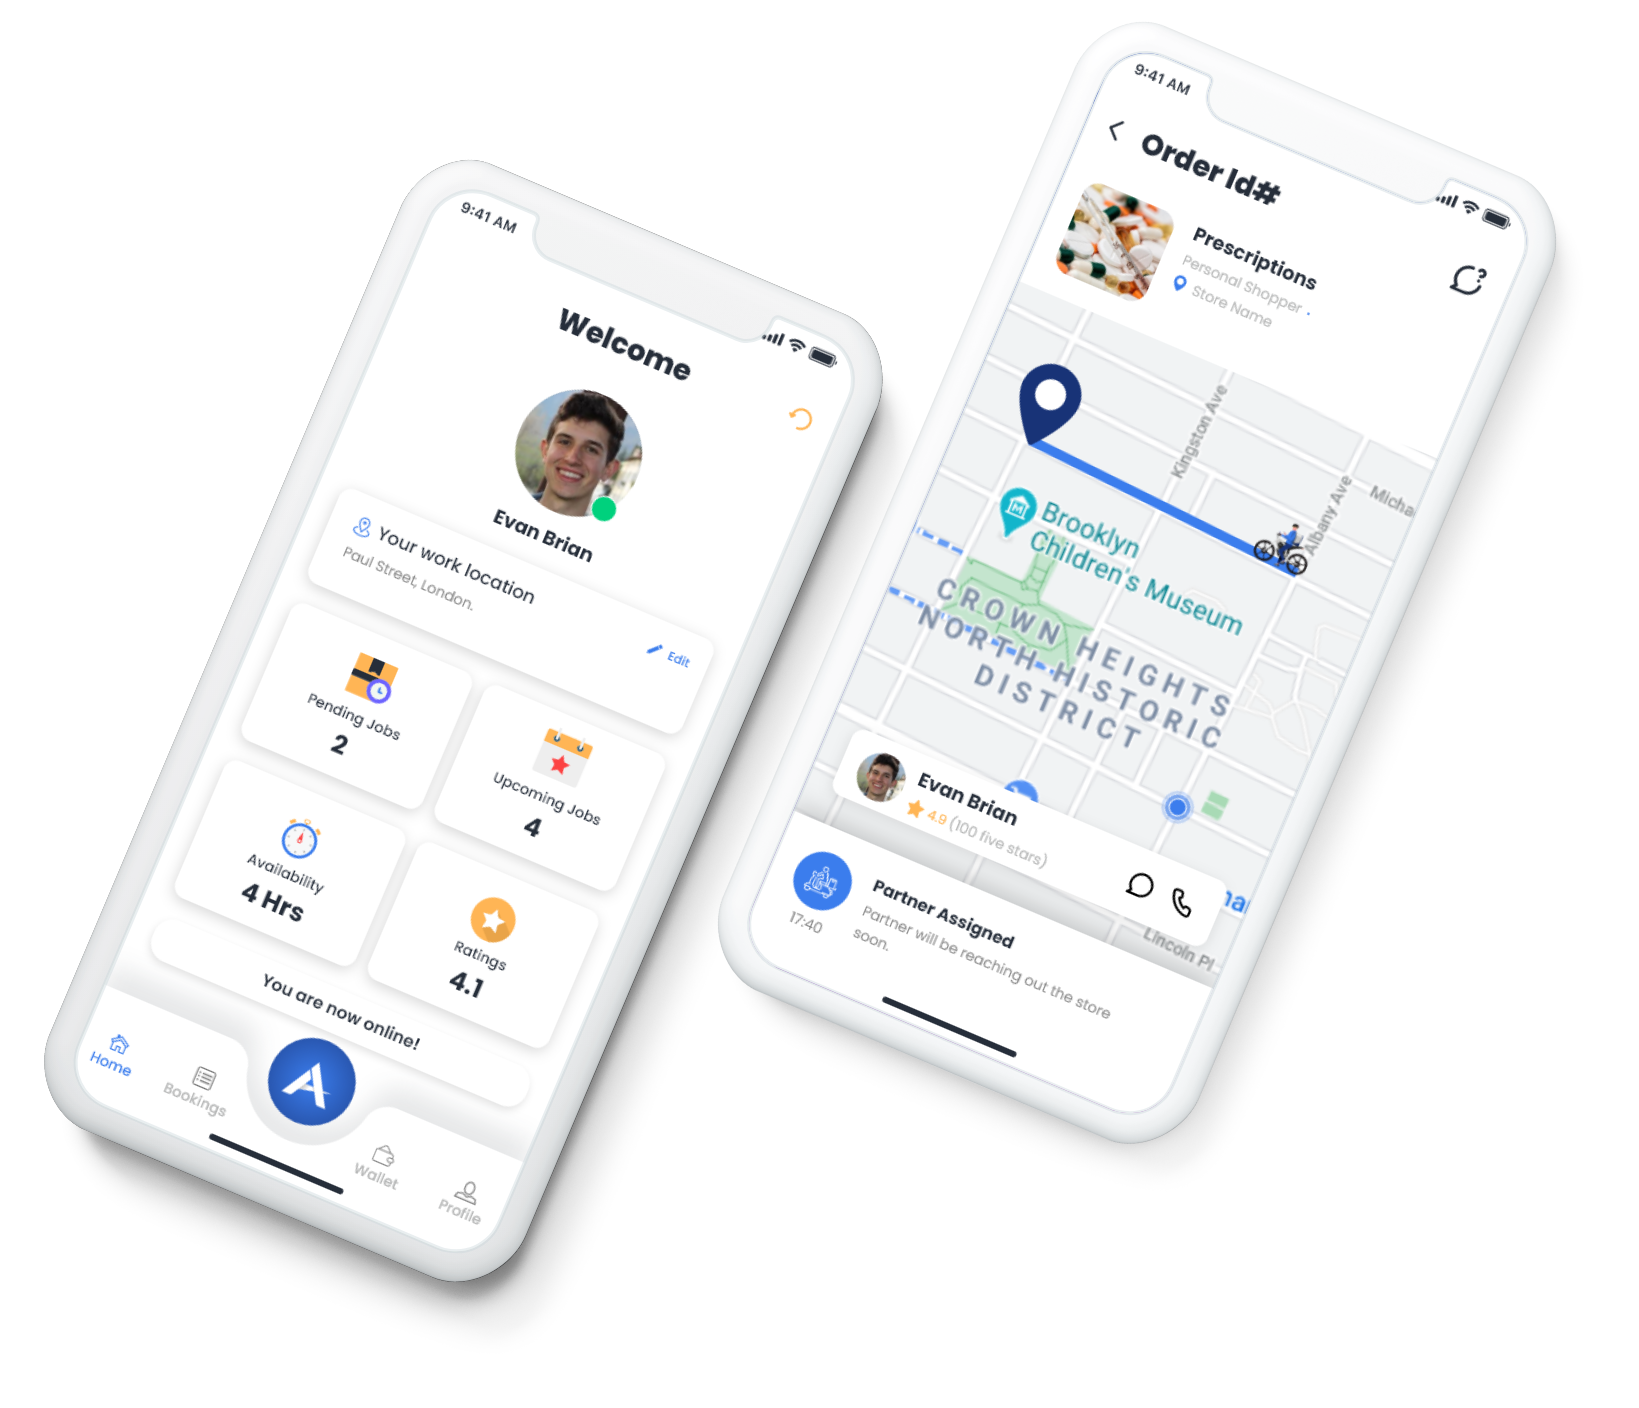 9:41 AM
Welcome
Evan Brian
Your work location
Paul Street, London.
Edit
Pending Jobs
2
Upcoming Jobs
4
Availability
4 Hrs
Ratings
4.1
You are now online!
Home
Bookings
Wallet
Profile
9:41 AM
Order Id#
Prescriptions
Personal Shopper .
Store Name
Kingston Ave
Albany Ave
Micha
Brooklyn
Children's Museum
CROWN HEIGHTS
NORTH HISTORIC
DISTRICT
Evan Brian
4.9 (100 five stars)
Lincoln Pl
Partner Assigned
Partner will be reaching out the store
soon.
17:40